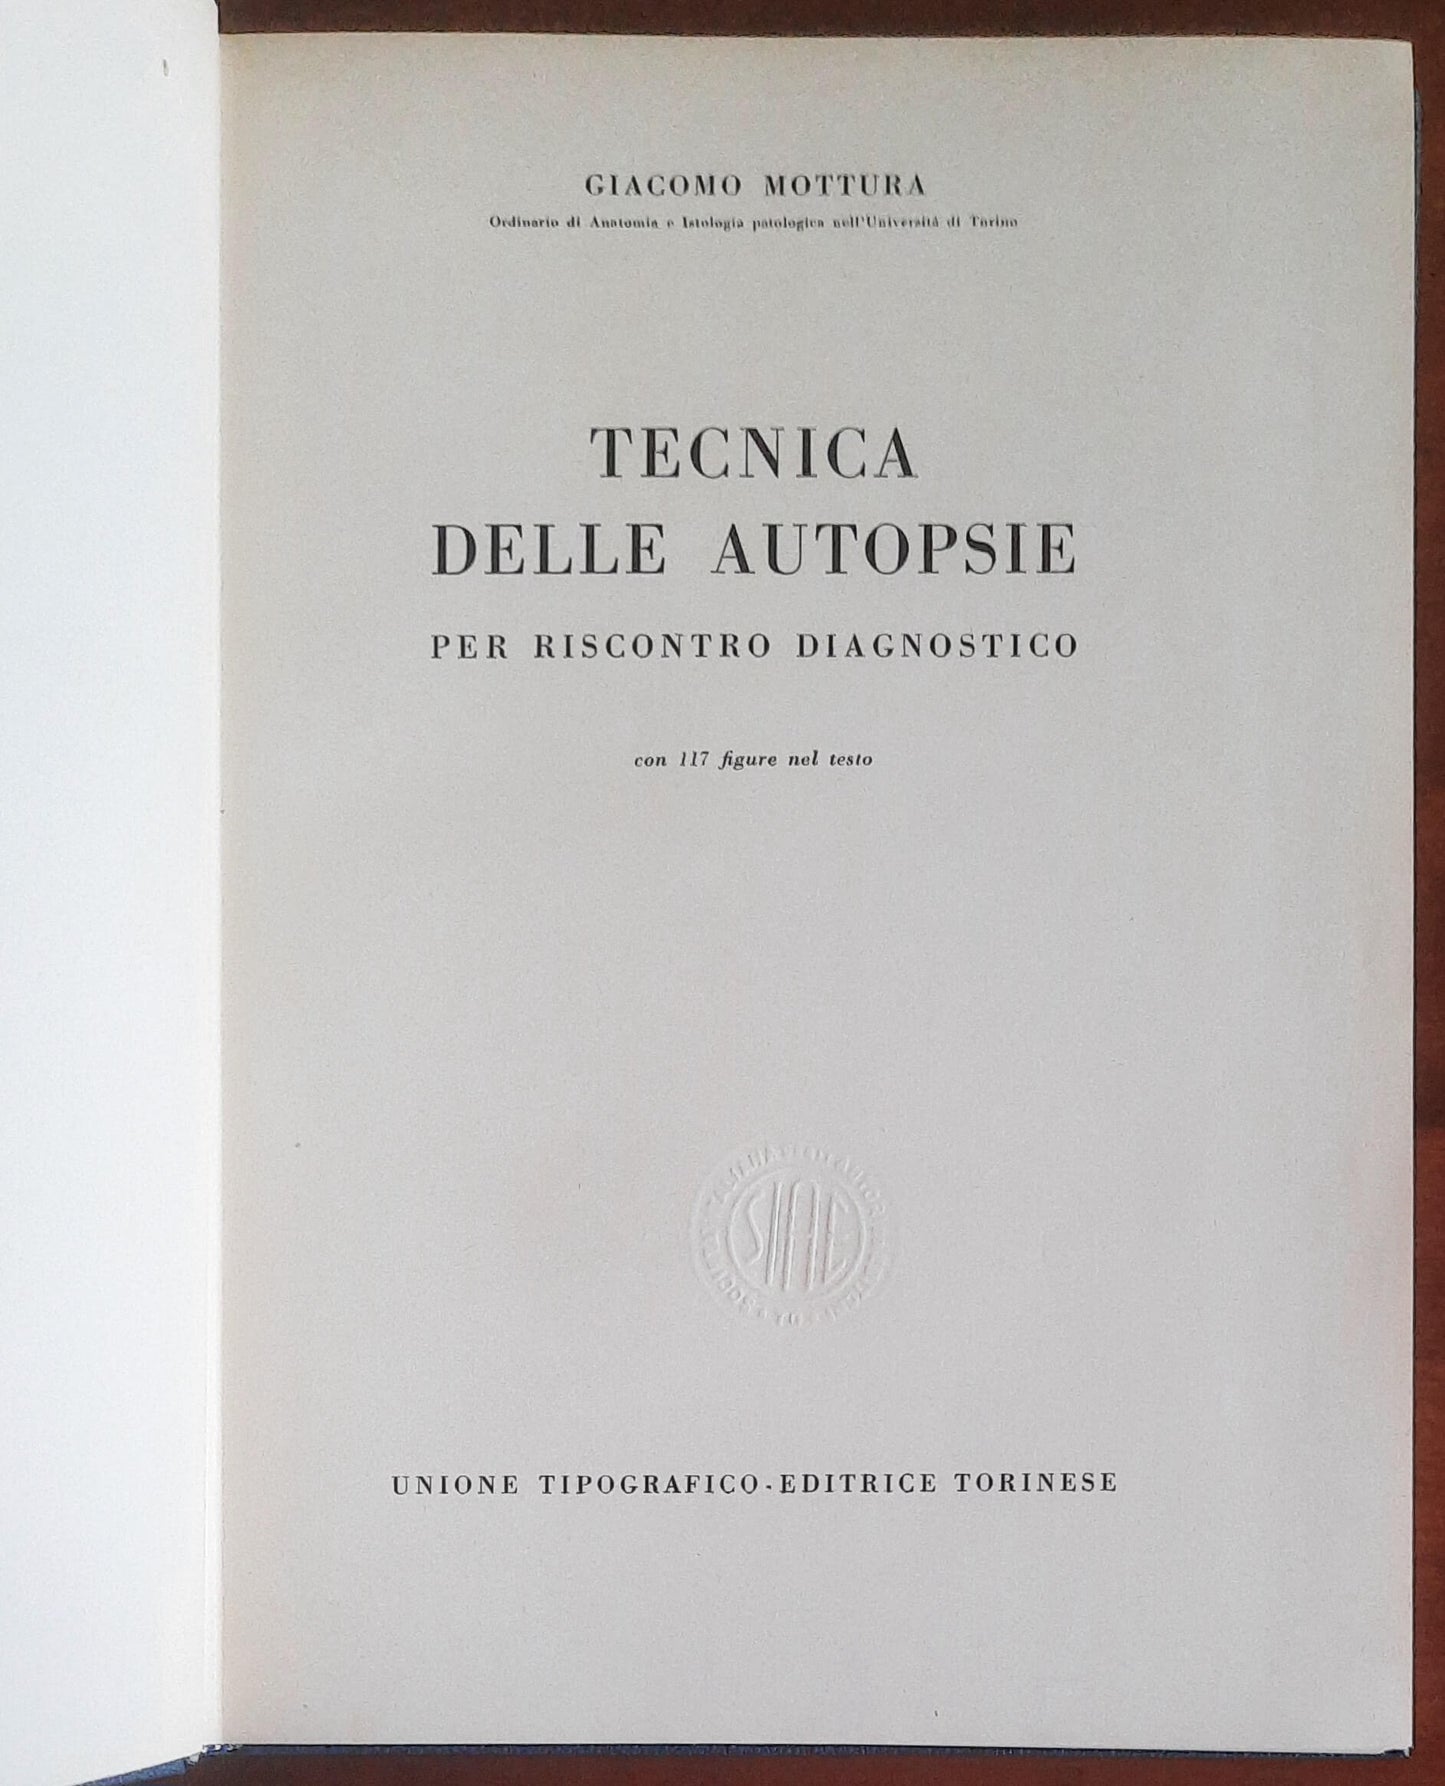 GIACOMO MOTTURA
Ordinario di Anatomia e Istologia patologica nell'Università di Torino
TECNICA
DELLE AUTOPSIE
PER RISCONTRO DIAGNOSTICO
con 117 figure nel testo
SIAE
UNIONE TIPOGRAFICO-EDITRICE TORINESE